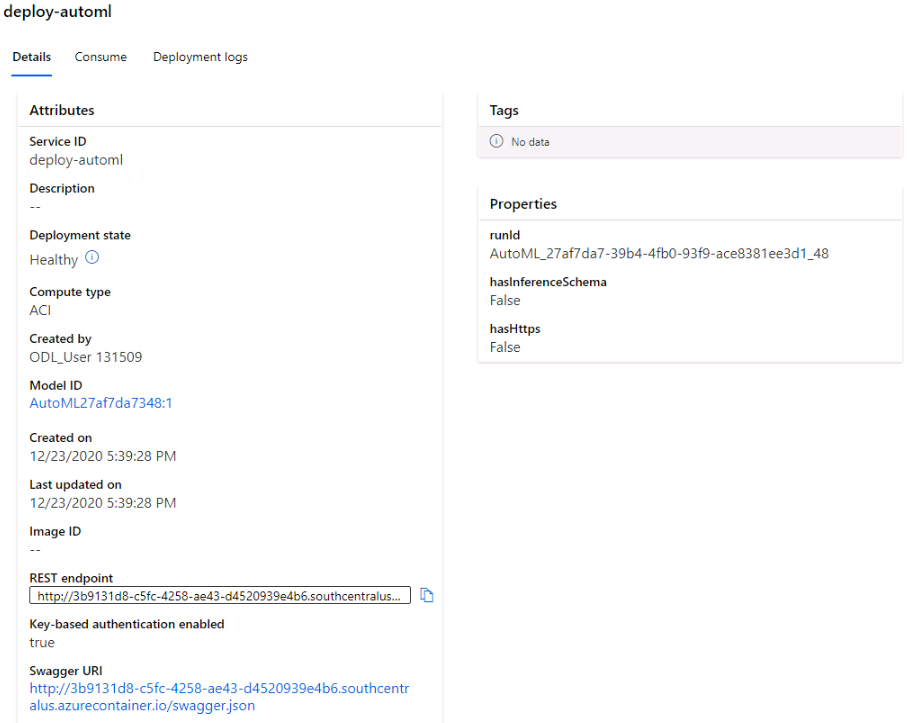 deploy-automl
Details Consume Deployment logs
Attributes
Service ID
deploy-automl
Description
--
Deployment state
Healthy
Compute type
ACI
Created by
ODL_User 131509
Model ID
AutoML27af7da7348:1
Created on
12/23/2020 5:39:28 PM
Last updated on
12/23/2020 5:39:28 PM
Image ID
--
REST endpoint
http://3b9131d8-c5fc-4258-ae43-d4520939e4b6.southcentralus...
Key-based authentication enabled
true
Swagger URI
http://3b9131d8-c5fc-4258-ae43-d4520939e4b6.southcentr
alus.azurecontainer.io/swagger.json
Tags
No data
Properties
runId
AutoML_27af7da7-39b4-4fb0-93f9-ace8381ee3d1_48
hasInferenceSchema
False
hasHttps
False